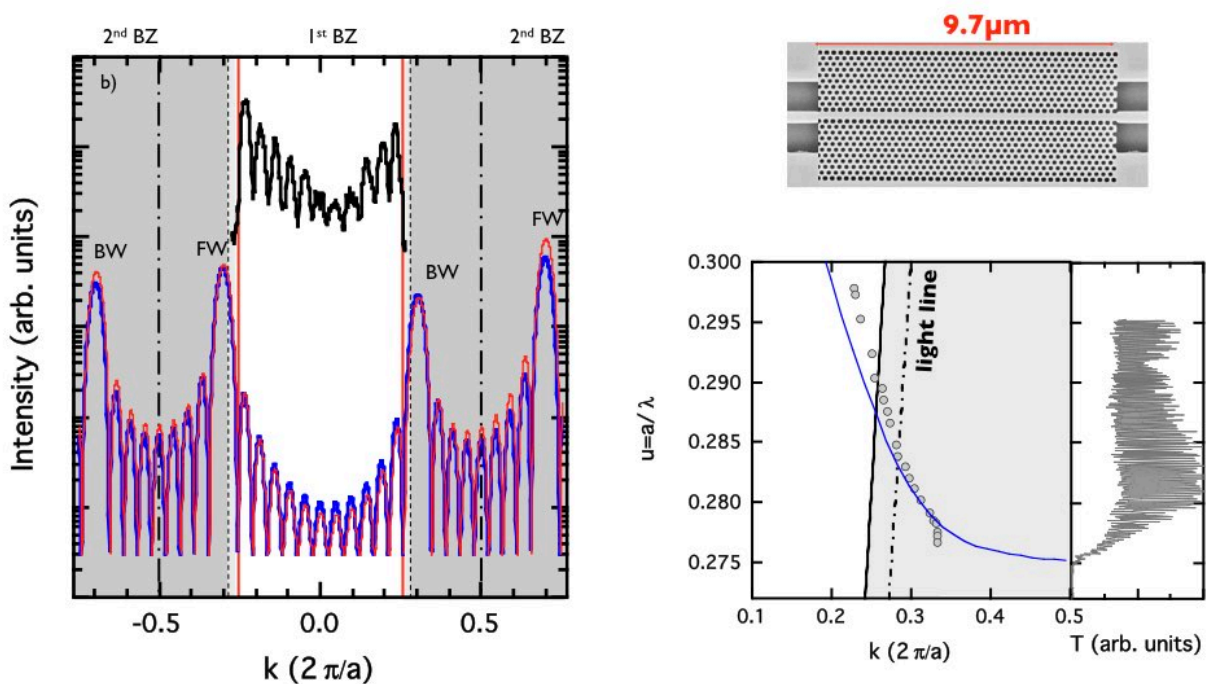 2nd BZ 1st BZ 2nd BZ
b)
BW FW BW FW
Intensity (arb. units)
-0.5 0.0 0.5
k (2 π/a)
9.7μm
0.300
0.295
0.290
0.285
0.280
0.275
u=a/λ
light line
0.1 0.2 0.3 0.4 0.5
k (2π/a) T (arb. units)